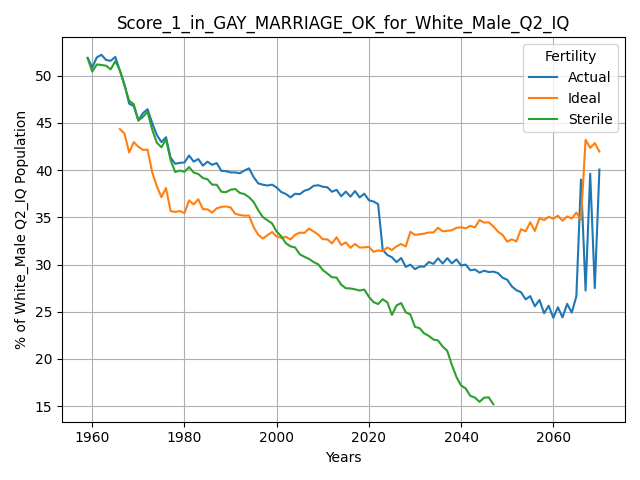 Score_1_in_GAY_MARRIAGE_OK_for_White_Male_Q2_IQ
Fertility
Actual
Ideal
Sterile
% of White_Male Q2_IQ Population
50
45
40
35
30
25
20
15
1960
1980
2000
2020
2040
2060
Years